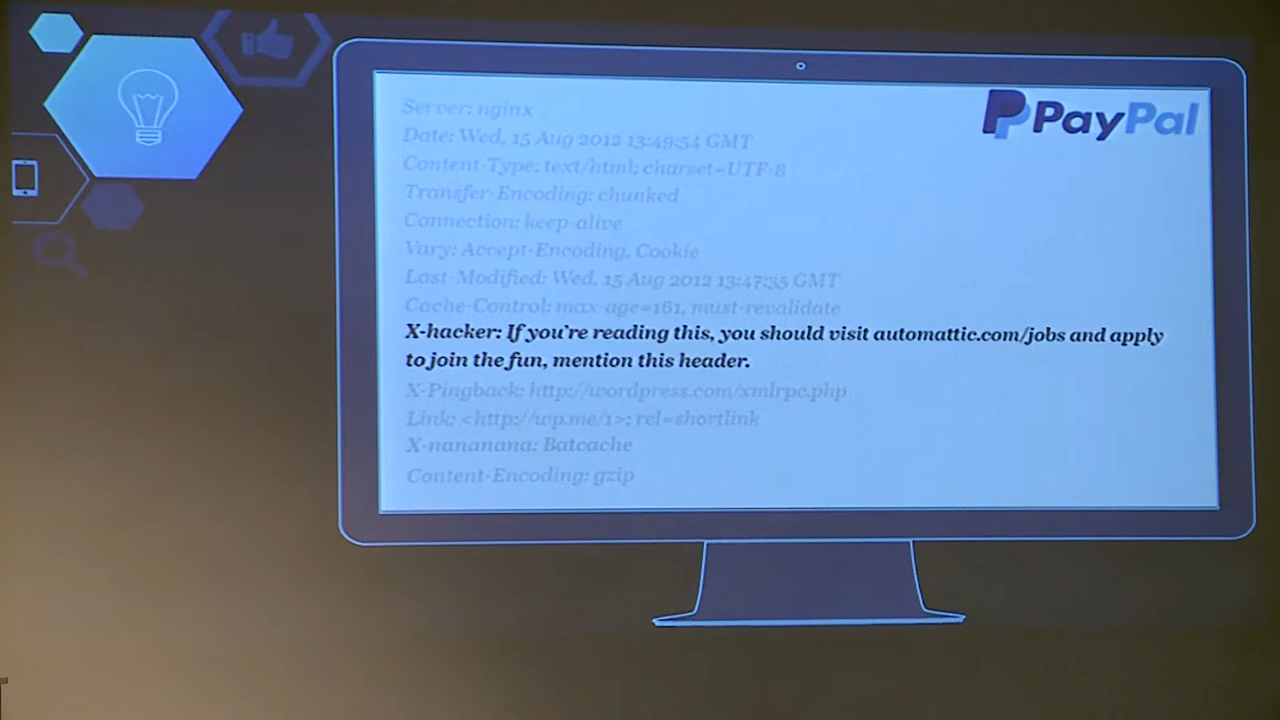 PayPal
Server: nginx
Date: Wed, 15 Aug 2012 13:49:54 GMT
Content-Type: text/html; charset=UTF-8
Transfer-Encoding: chunked
Connection: keep-alive
Vary: Accept-Encoding, Cookie
Last-Modified: Wed, 15 Aug 2012 13:47:35 GMT
Cache-Control: max-age=161, must-revalidate
X-hacker: If you're reading this, you should visit automattic.com/jobs and apply
to join the fun, mention this header.
X-Pingback: http://wordpress.com/xmlrpc.php
Link: <http://wp.me/1>; rel=shortlink
X-nananana: Batcache
Content-Encoding: gzip